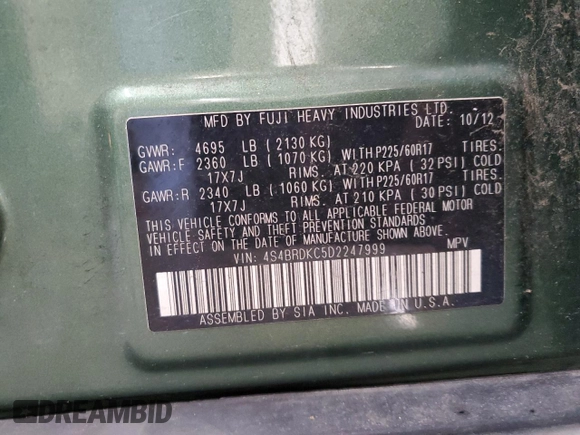 MFD BY FUJI HEAVY INDUSTRIES LTD.
DATE: 10/12
GVWR: 4695 LB ( 2130 KG)
GAWR:F 2360 LB ( 1070 KG) WITH P225/60R17 TIRES.
17X7J RIMS. AT 220 KPA ( 32 PSI) COLD
GAWR:R 2340 LB ( 1060 KG) WITH P225/60R17 TIRES.
17X7J RIMS. AT 210 KPA ( 30 PSI) COLD
THIS VEHICLE CONFORMS TO ALL APPLICABLE FEDERAL MOTOR
VEHICLE SAFETY AND THEFT PREVENTION STANDARDS
IN EFFECT ON THE DATE OF MANUFACTURE SHOWN ABOVE.
VIN: 4S4BRDKC5D2247999 MPV
ASSEMBLED BY SIA INC. MADE IN U.S.A.
DREAMBID